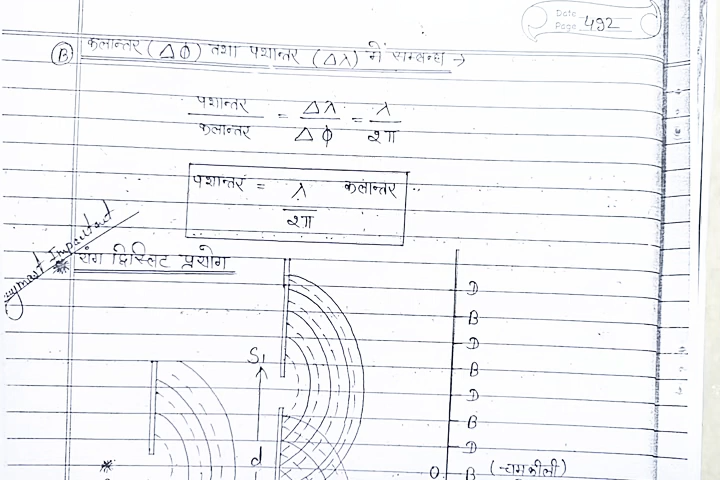 Date
Page 492
(B) कलान्तर (Δϕ) तथा पथान्तर (Δλ) में सम्बन्ध →
पथान्तर / कलान्तर = Δλ / Δϕ = λ / 2π
पथान्तर = λ / 2π कलान्तर
Important
* यंग द्विस्लिट प्रयोग
D
B
D
S1
B
D
B
D
d
O
B (चमकीली)
*